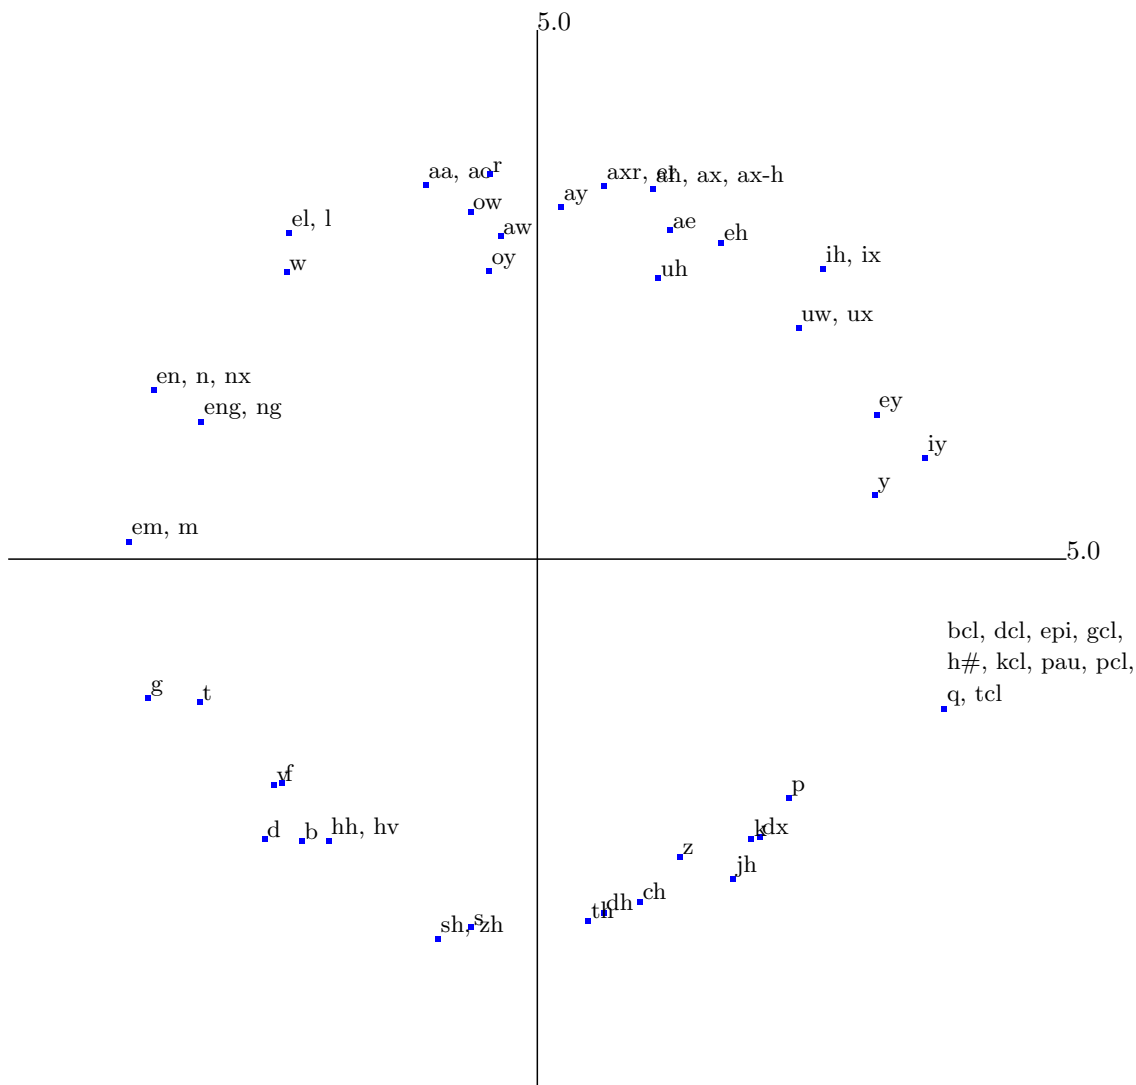 5.0
r
aa, ao
axr, er
ah, ax, ax-h
ay
ow
el, l
aw
ae
eh
ih, ix
oy
w
uh
uw, ux
en, n, nx
eng, ng
ey
iy
y
em, m
5.0
bcl, dcl, epi, gcl,
h#, kcl, pau, pcl,
q, tcl
g
t
v
f
p
d
b
hh, hv
k
dx
z
jh
ch
dh
th
s
sh, zh